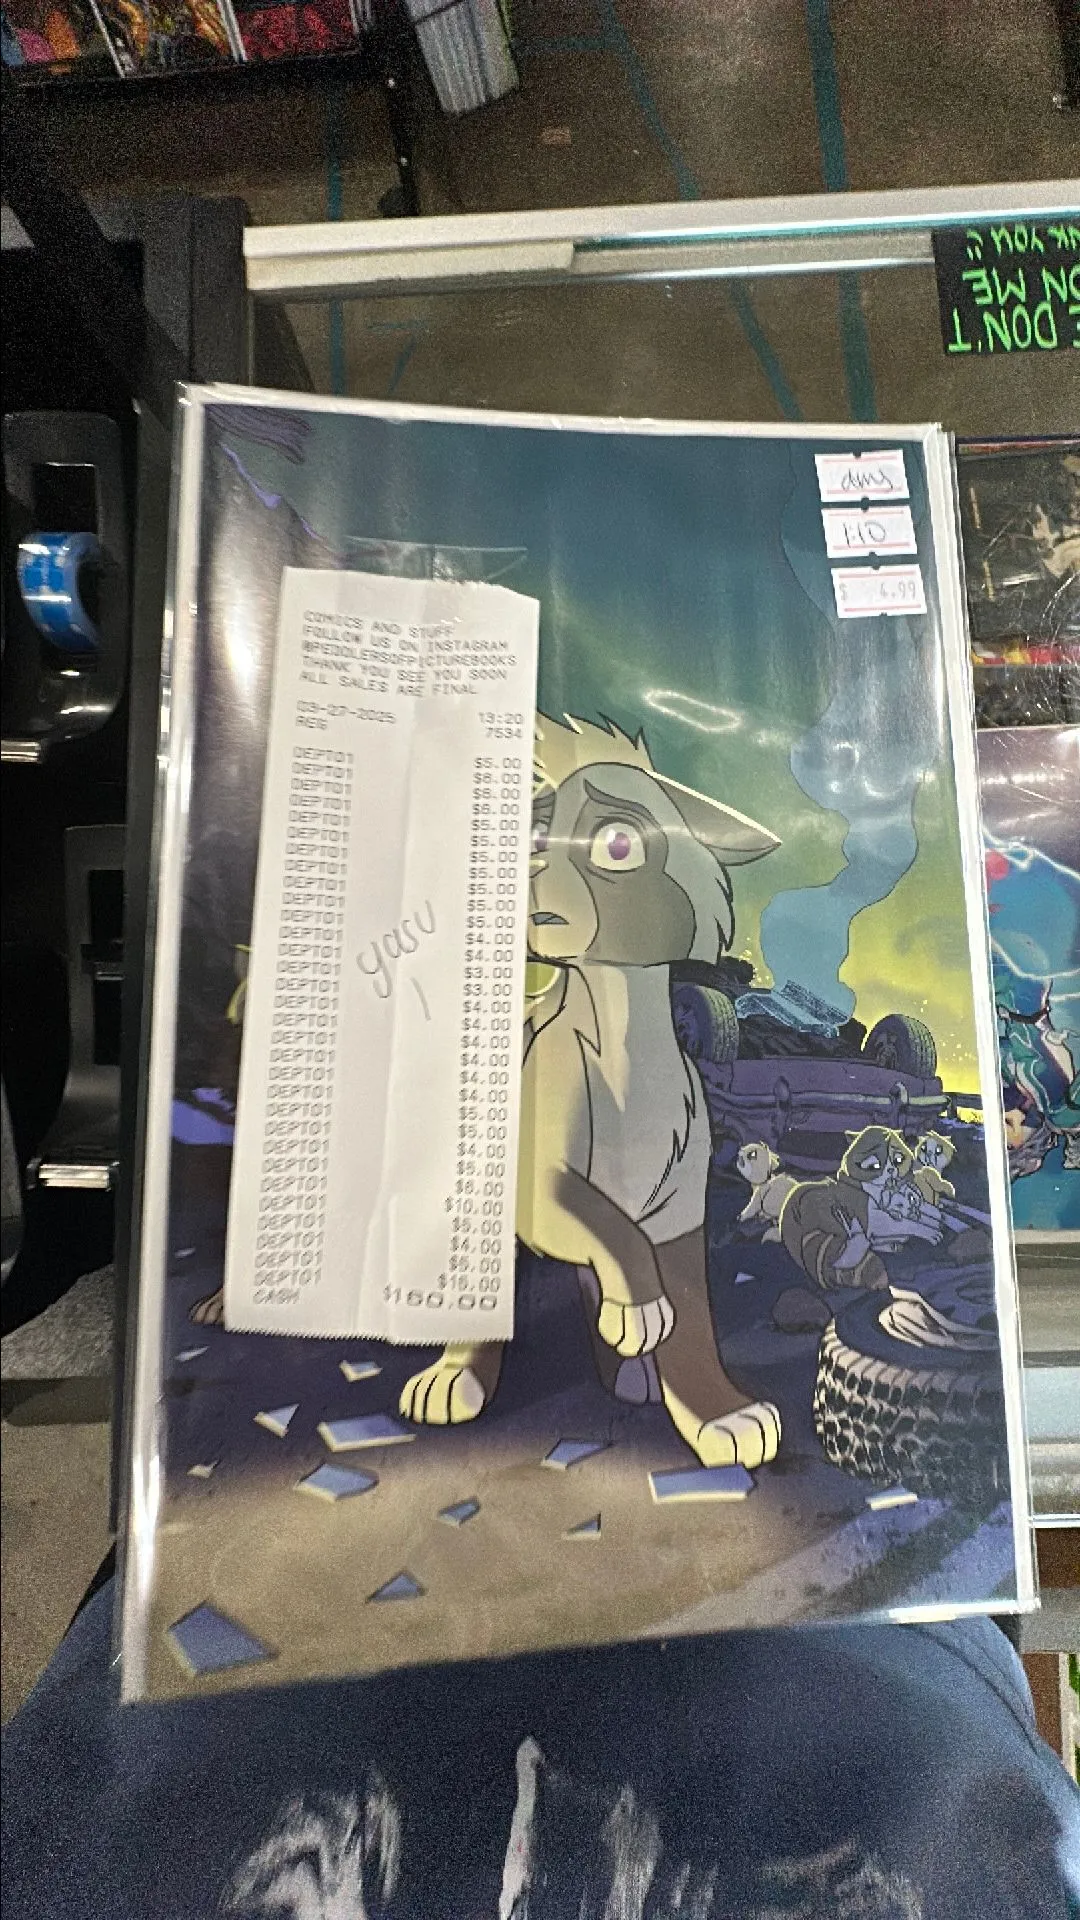 DON'T
ON ME
NK YOU
amy
1:10
$ 4.99
COMICS AND STUFF
FOLLOW US ON INSTAGRAM
@PEDDLERSOFPICTUREBOOKS
THANK YOU SEE YOU SOON
ALL SALES ARE FINAL
03-27-2025 13:20
REG 7534
DEPT01 $5.00
DEPT01 $6.00
DEPT01 $6.00
DEPT01 $6.00
DEPT01 $5.00
DEPT01 $5.00
DEPT01 $5.00
DEPT01 $5.00
DEPT01 $5.00
DEPT01 $5.00
DEPT01 $5.00
DEPT01 $4.00
DEPT01 $4.00
DEPT01 $3.00
DEPT01 $3.00
DEPT01 $4.00
DEPT01 $4.00
DEPT01 $4.00
DEPT01 $4.00
DEPT01 $4.00
DEPT01 $4.00
DEPT01 $5.00
DEPT01 $5.00
DEPT01 $4.00
DEPT01 $5.00
DEPT01 $6.00
DEPT01 $10.00
DEPT01 $5.00
DEPT01 $4.00
DEPT01 $5.00
DEPT01 $15.00
CASH $160.00
yasu
1